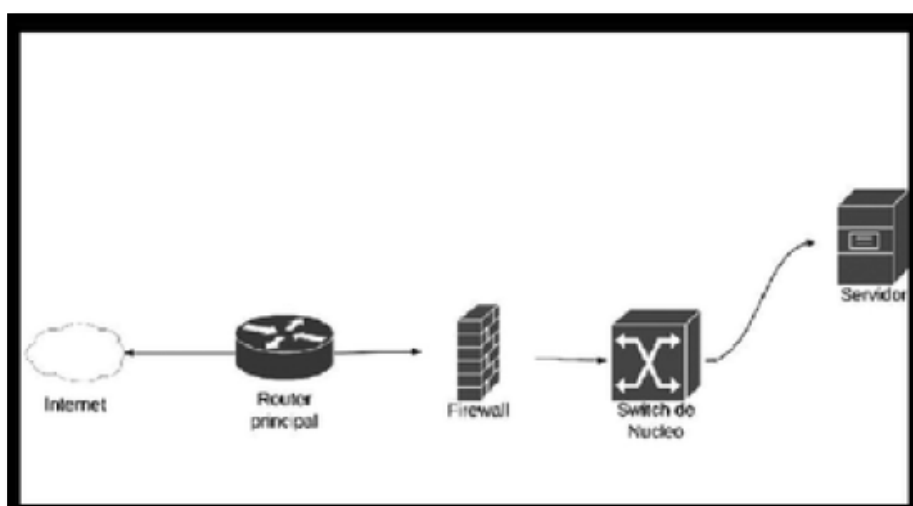 Servidor
Internet
Router
principal
Firewall
Switch de
Nucleo